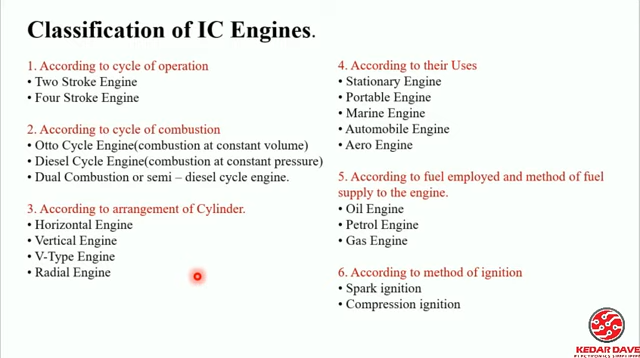 Classification of IC Engines.
1. According to cycle of operation
• Two Stroke Engine
• Four Stroke Engine
2. According to cycle of combustion
• Otto Cycle Engine(combustion at constant volume)
• Diesel Cycle Engine(combustion at constant pressure)
• Dual Combustion or semi – diesel cycle engine.
3. According to arrangement of Cylinder.
• Horizontal Engine
• Vertical Engine
• V-Type Engine
• Radial Engine
4. According to their Uses
• Stationary Engine
• Portable Engine
• Marine Engine
• Automobile Engine
• Aero Engine
5. According to fuel employed and method of fuel
supply to the engine.
• Oil Engine
• Petrol Engine
• Gas Engine
6. According to method of ignition
• Spark ignition
• Compression ignition
KEDAR DAVE